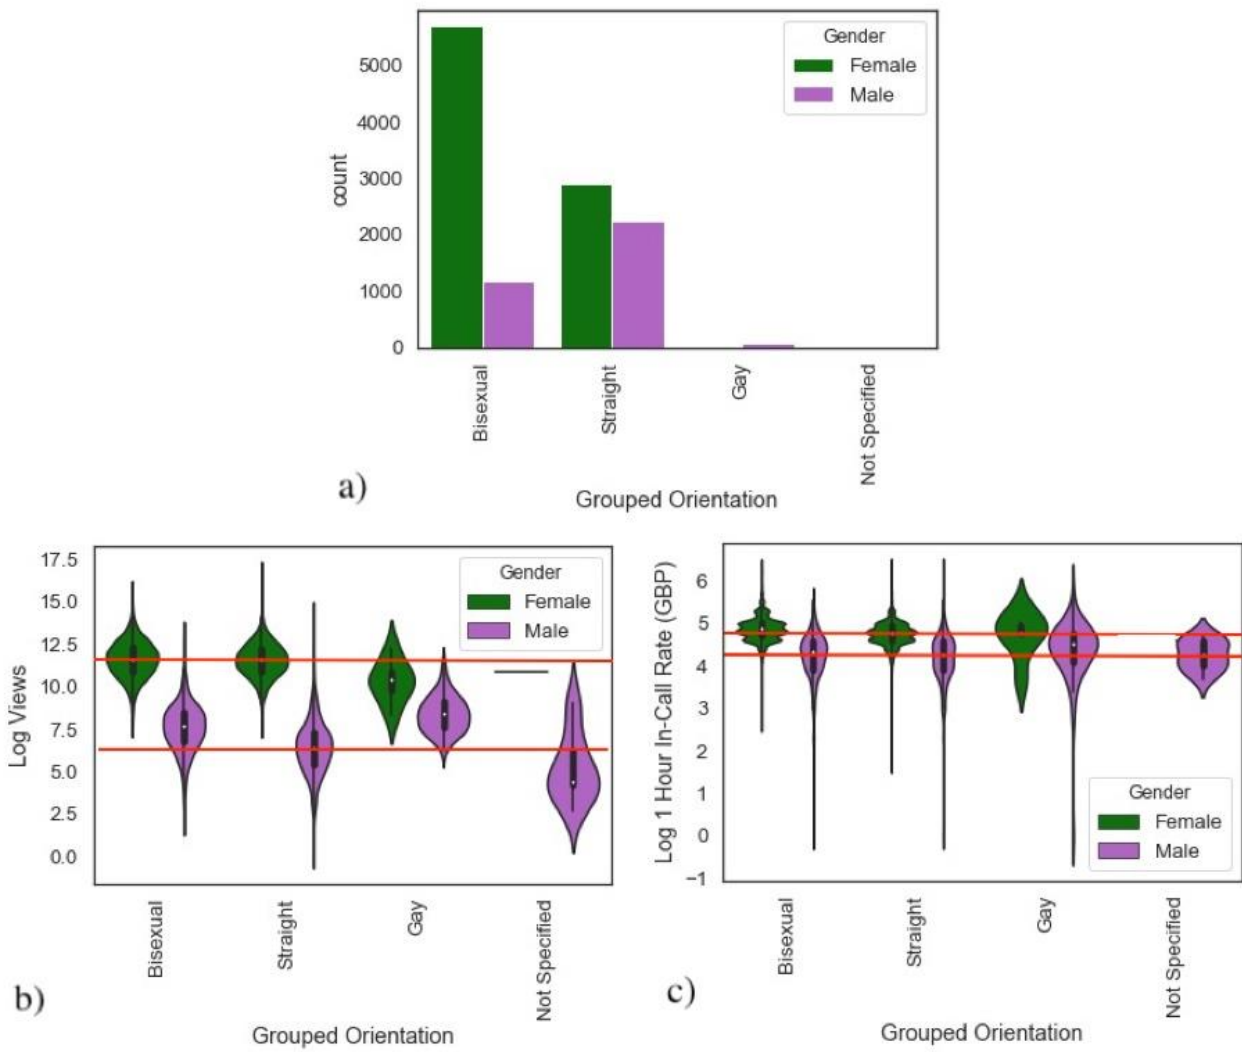 Gender
Female
Male
5000
4000
3000
2000
1000
0
count
Bisexual
Straight
Gay
Not Specified
a)
Grouped Orientation
17.5
15.0
12.5
10.0
7.5
5.0
2.5
0.0
Log Views
Gender
Female
Male
Bisexual
Straight
Gay
Not Specified
b)
Grouped Orientation
6
5
4
3
2
1
0
−1
Log 1 Hour In-Call Rate (GBP)
Gender
Female
Male
Bisexual
Straight
Gay
Not Specified
c)
Grouped Orientation